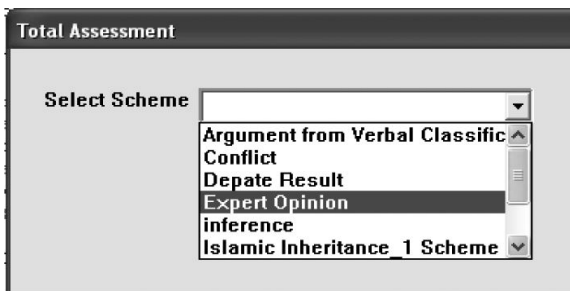 Total Assessment
Select Scheme
Argument from Verbal Classific
Conflict
Depate Result
Expert Opinion
inference
Islamic Inheritance_1 Scheme